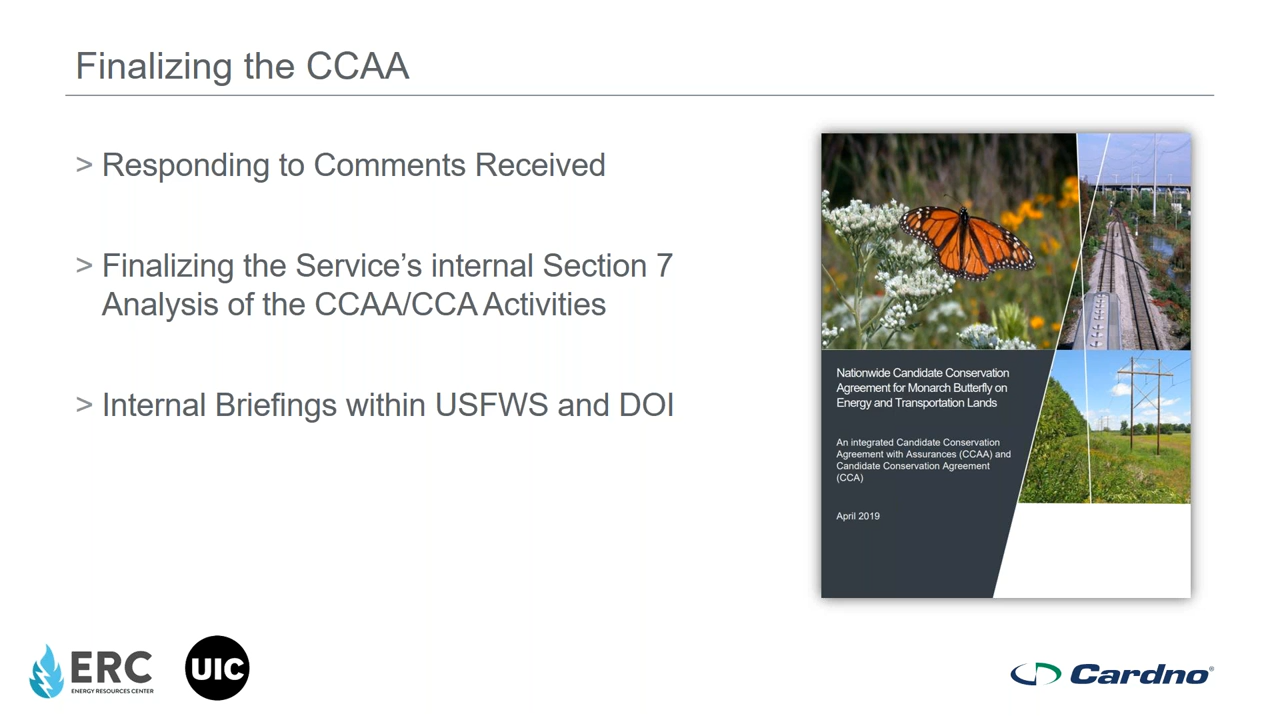 Finalizing the CCAA
> Responding to Comments Received
> Finalizing the Service’s internal Section 7
Analysis of the CCAA/CCA Activities
> Internal Briefings within USFWS and DOI
Nationwide Candidate Conservation
Agreement for Monarch Butterfly on
Energy and Transportation Lands
An integrated Candidate Conservation
Agreement with Assurances (CCAA) and
Candidate Conservation Agreement
(CCA)
April 2019
ERC
ENERGY RESOURCES CENTER
UIC
Cardno®